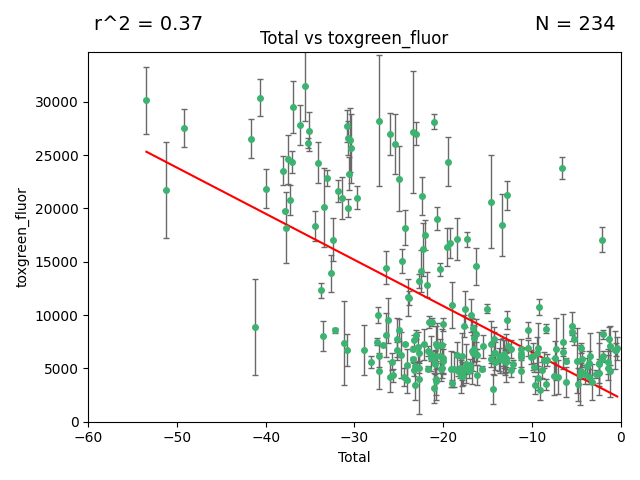 r^2 = 0.37
N = 234
Total vs toxgreen_fluor
30000
25000
20000
15000
10000
5000
0
toxgreen_fluor
−60
−50
−40
−30
−20
−10
0
Total